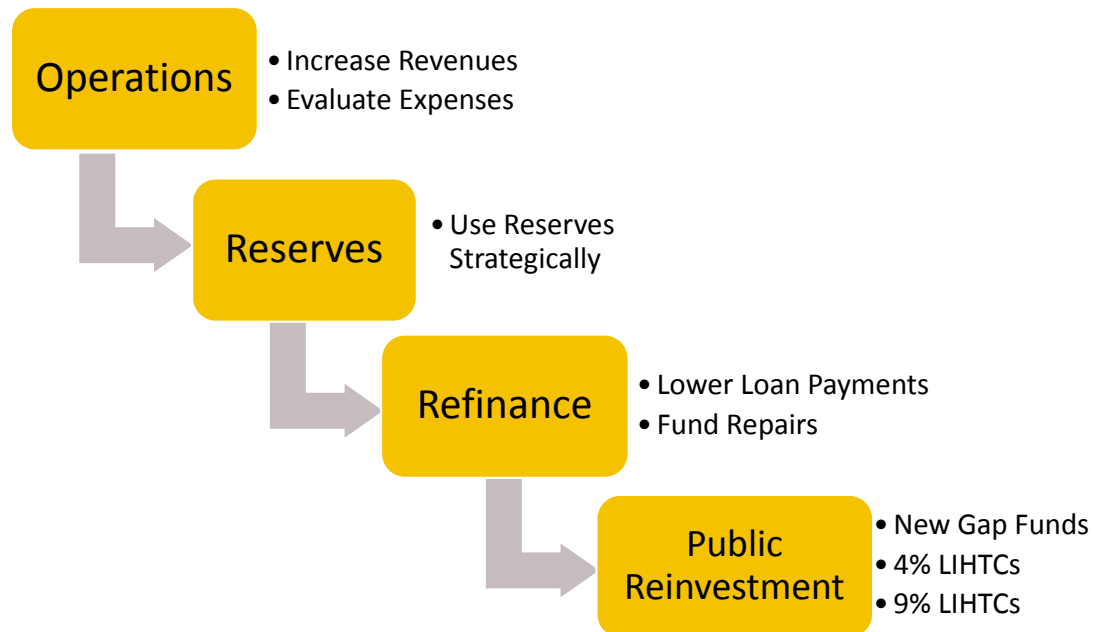 Operations
• Increase Revenues
• Evaluate Expenses
Reserves
• Use Reserves
Strategically
Refinance
• Lower Loan Payments
• Fund Repairs
Public
Reinvestment
• New Gap Funds
• 4% LIHTCs
• 9% LIHTCs